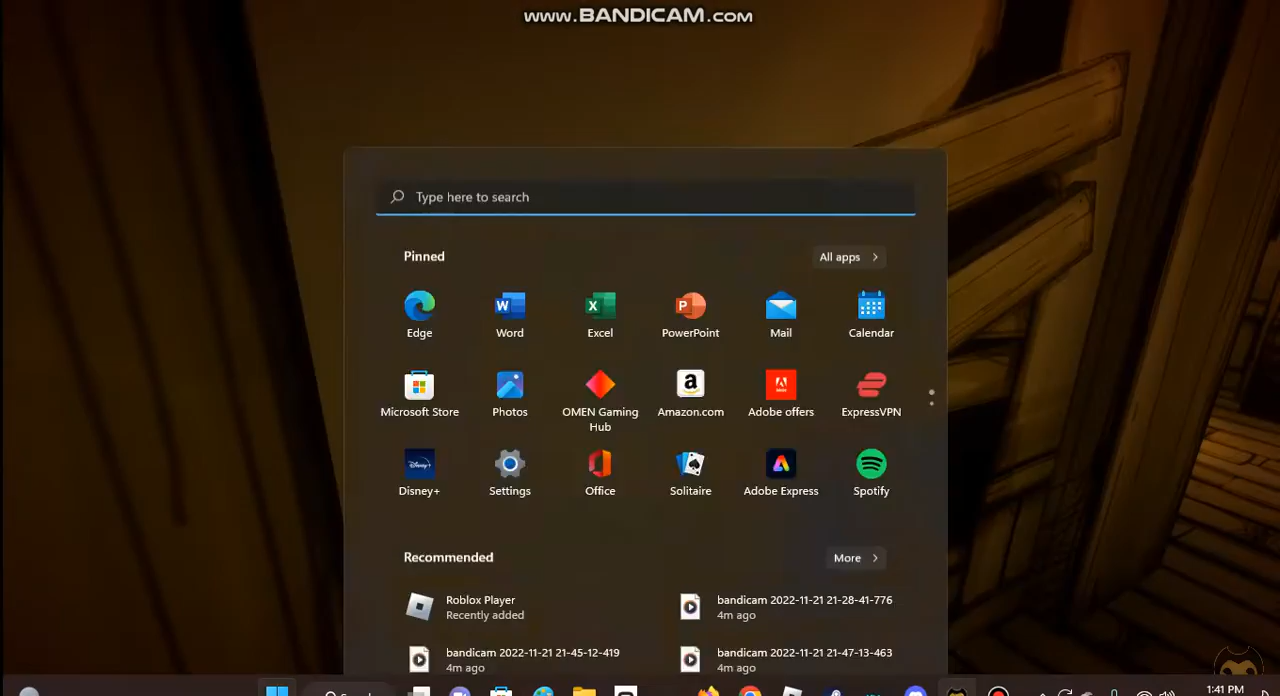 www.BANDICAM.com
Type here to search
Pinned
All apps
Edge
Word
Excel
PowerPoint
Mail
Calendar
Microsoft Store
Photos
OMEN Gaming
Hub
Amazon.com
Adobe offers
ExpressVPN
Disney+
Settings
Office
Solitaire
Adobe Express
Spotify
Recommended
More
Roblox Player
Recently added
bandicam 2022-11-21 21-28-41-776
4m ago
bandicam 2022-11-21 21-45-12-419
4m ago
bandicam 2022-11-21 21-47-13-463
4m ago
1:41 PM